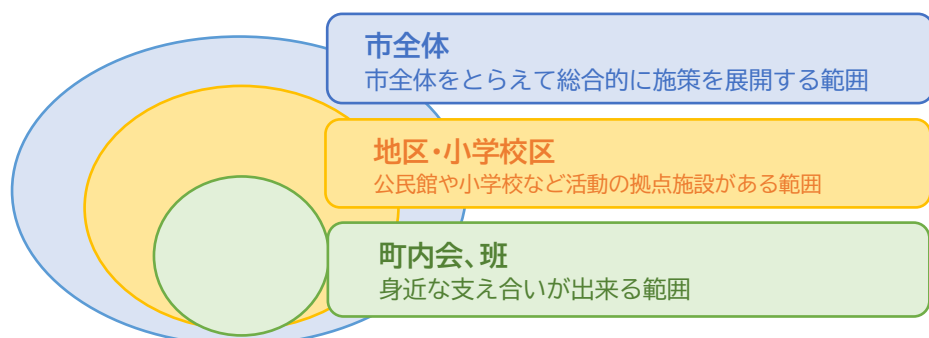 市全体
市全体をとらえて総合的に施策を展開する範囲
地区・小学校区
公民館や小学校など活動の拠点施設がある範囲
町内会、班
身近な支え合いが出来る範囲